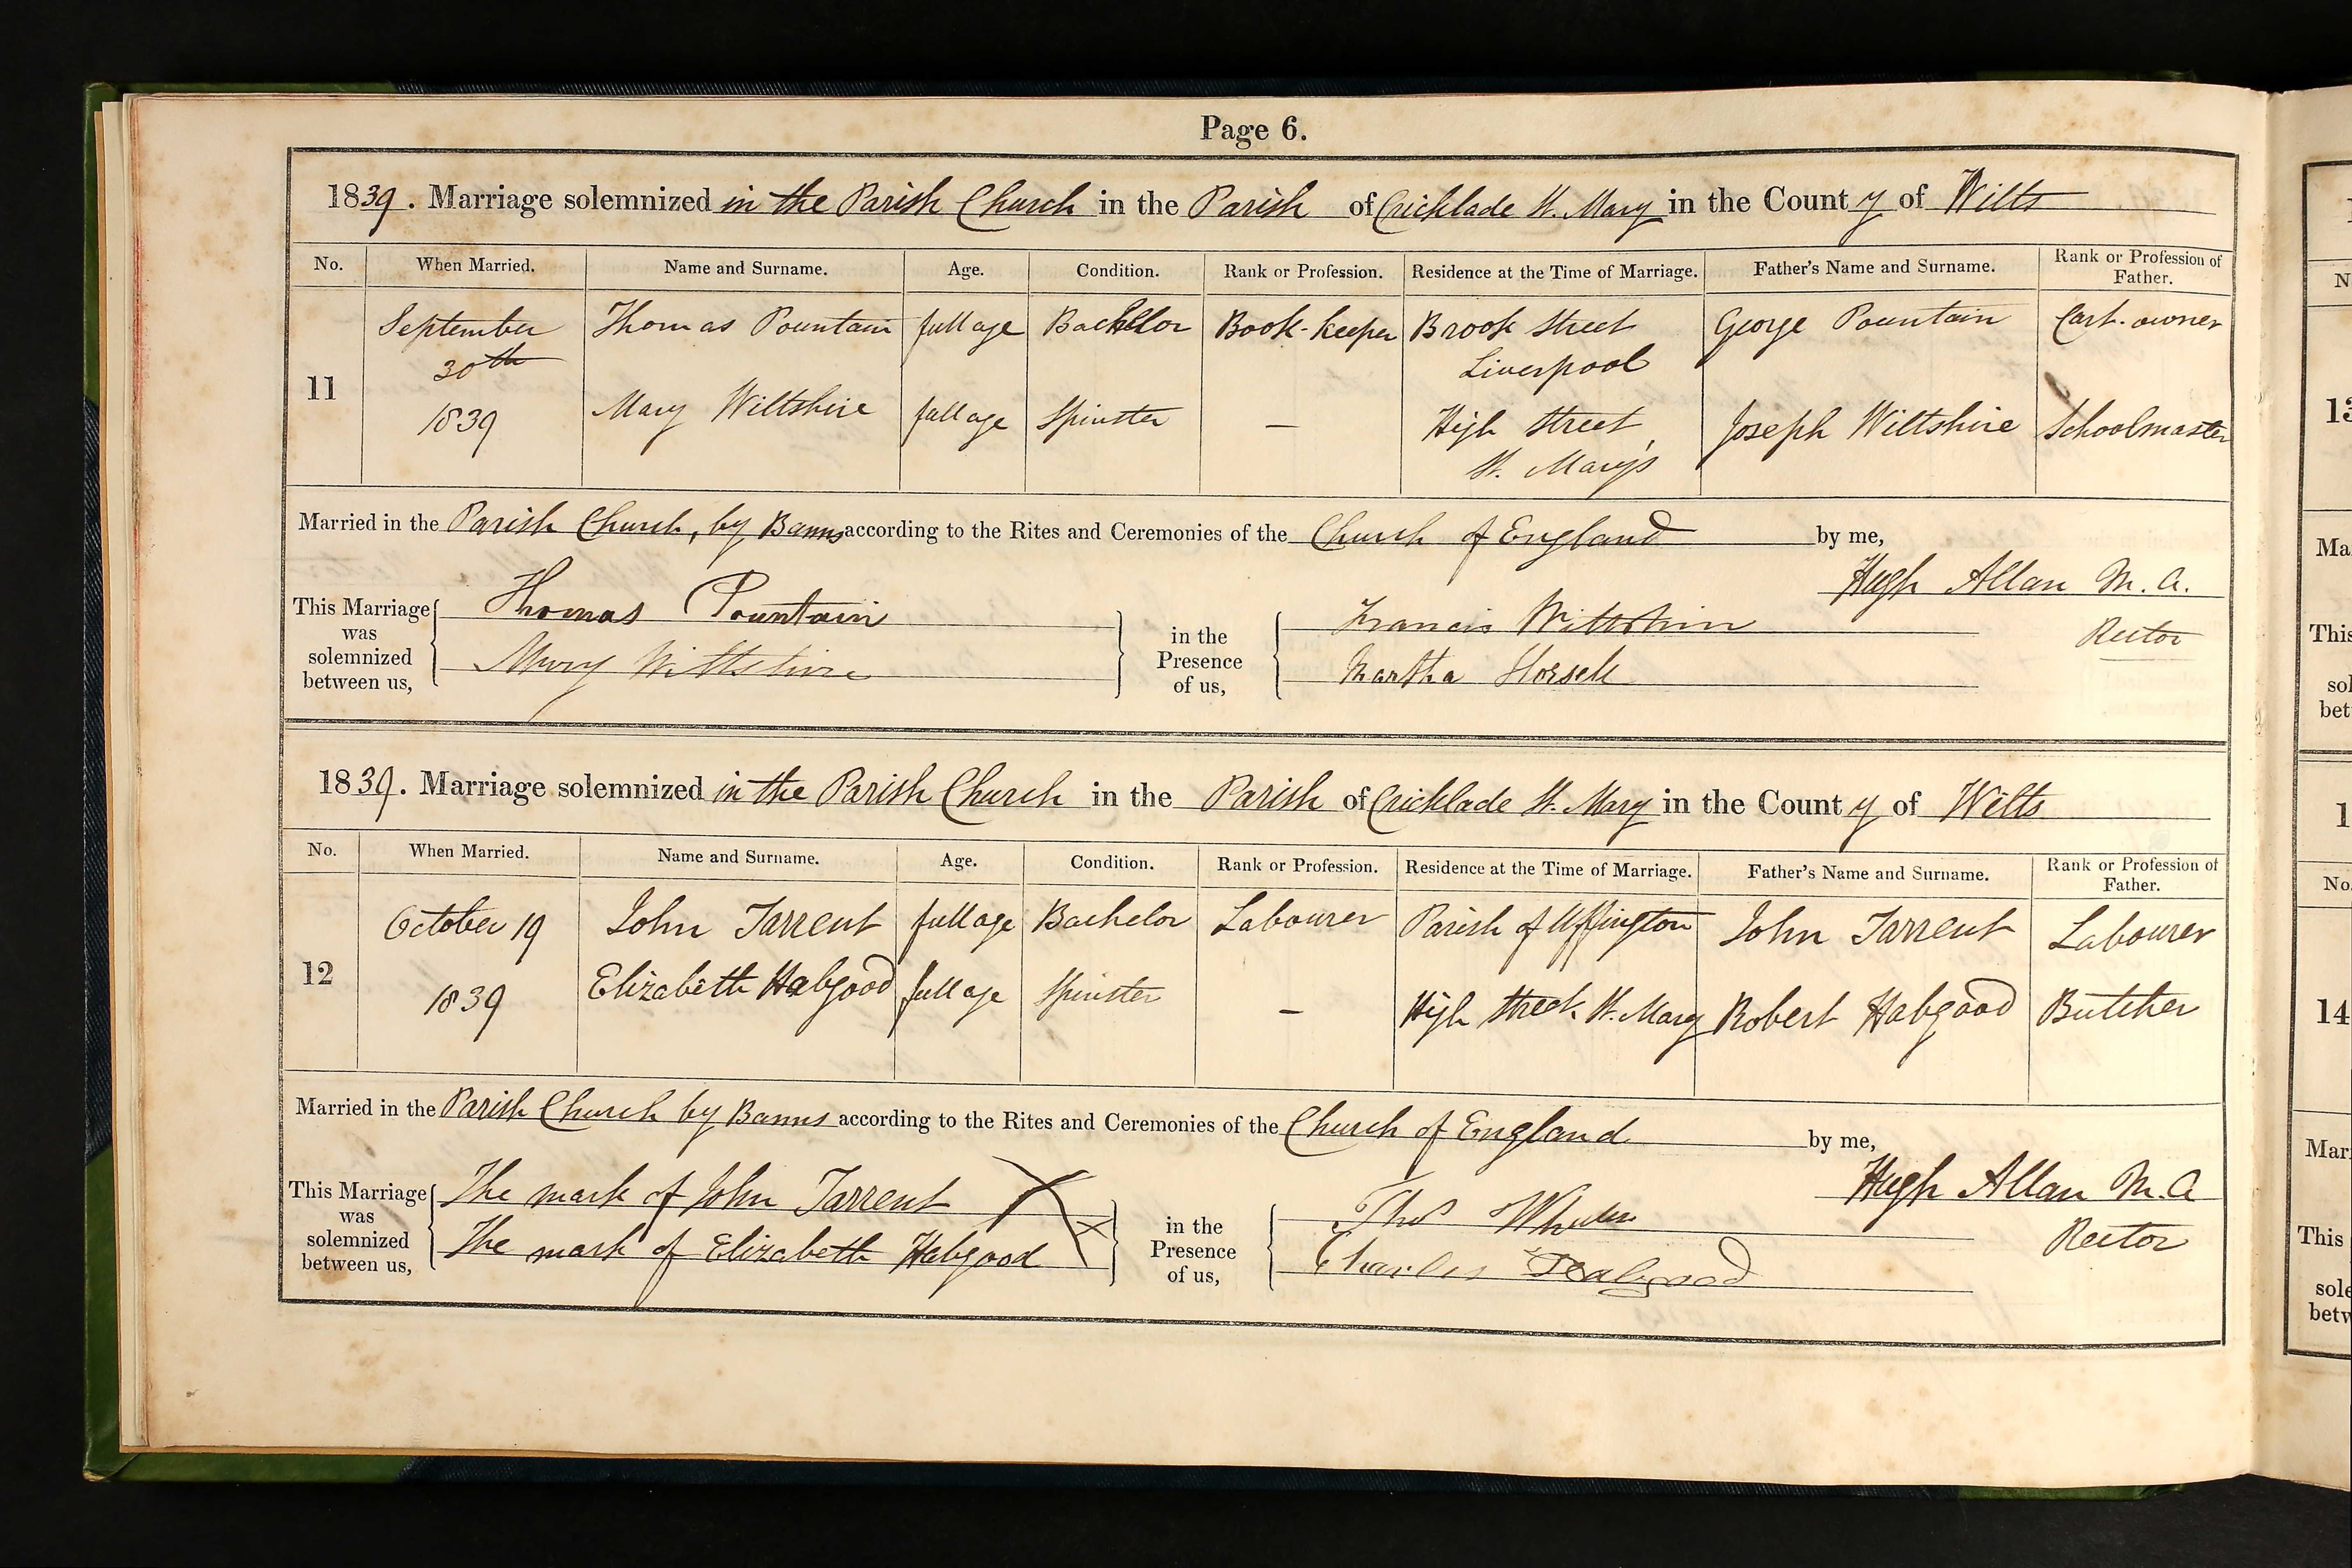 Page 6.
1839. Marriage solemnized in the Parish Church in the Parish of Cricklade St. Mary in the County of Wilts
No. When Married. Name and Surname. Age. Condition. Rank or Profession. Residence at the Time of Marriage. Father's Name and Surname. Rank or Profession of Father.
11 September 30th 1839
Thomas Pountain full age Bachelor Book-keeper Brook Street Liverpool George Pountain Cart-owner
Mary Wiltshire full age Spinster — High Street, St. Mary's Joseph Wiltshire Schoolmaster
Married in the Parish Church, by Banns according to the Rites and Ceremonies of the Church of England by me,
Hugh Allan M.A.
Rector
This Marriage was solemnized between us,
Thomas Pountain
Mary Wiltshire
in the Presence of us,
Francis Wiltshire
Martha Horsell
1839. Marriage solemnized in the Parish Church in the Parish of Cricklade St. Mary in the County of Wilts
No. When Married. Name and Surname. Age. Condition. Rank or Profession. Residence at the Time of Marriage. Father's Name and Surname. Rank or Profession of Father.
12 October 19 1839
John Tarrent full age Bachelor Labourer Parish of Uffington John Tarrent Labourer
Elizabeth Habgood full age Spinster — High Street St. Mary Robert Habgood Butcher
Married in the Parish Church by Banns according to the Rites and Ceremonies of the Church of England by me,
Hugh Allan M.A
Rector
This Marriage was solemnized between us,
The mark of John Tarrent X
The mark of Elizabeth Habgood X
in the Presence of us,
Thos
Charles Habgood